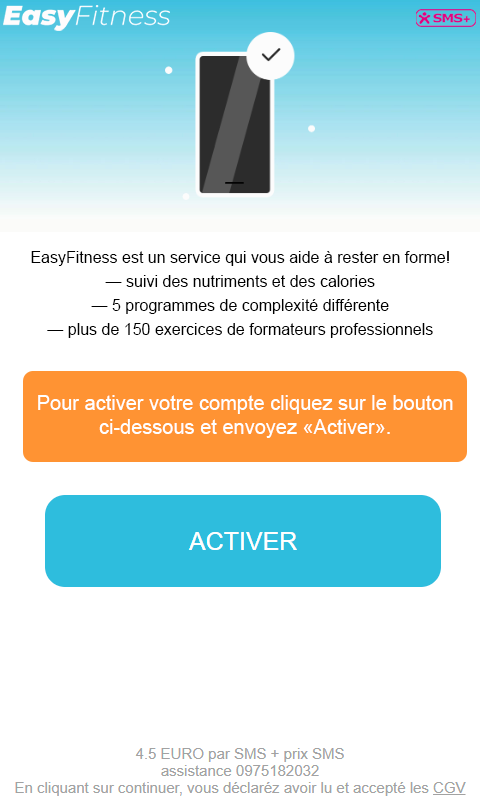 EasyFitness
SMS+
EasyFitness est un service qui vous aide à rester en forme!
— suivi des nutriments et des calories
— 5 programmes de complexité différente
— plus de 150 exercices de formateurs professionnels
Pour activer votre compte cliquez sur le bouton
ci-dessous et envoyez «Activer».
ACTIVER
4.5 EURO par SMS + prix SMS
assistance 0975182032
En cliquant sur continuer, vous déclaréz avoir lu et accepté les CGV